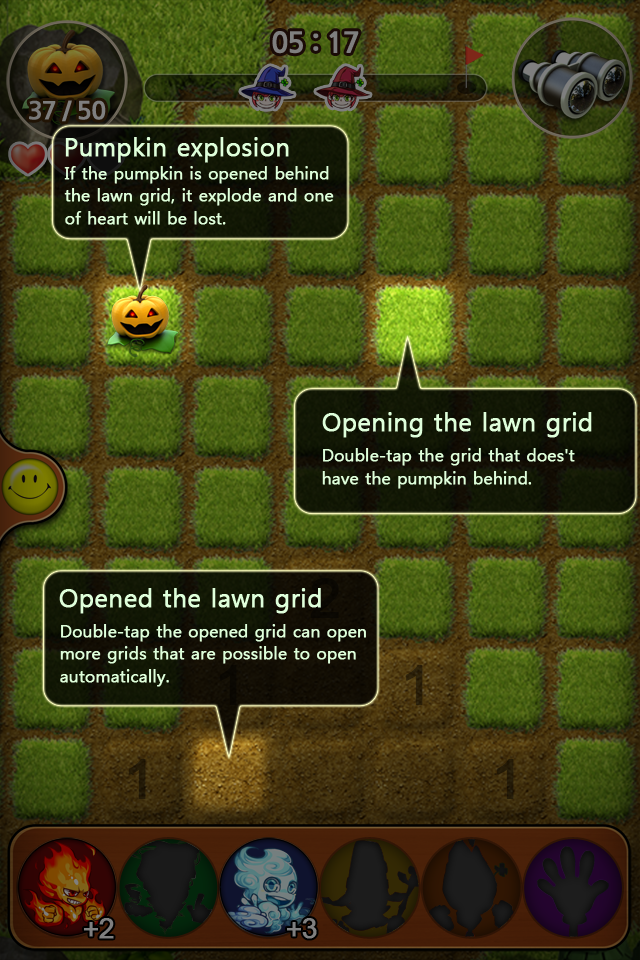 05:17
37 / 50
Pumpkin explosion
If the pumpkin is opened behind
the lawn grid, it explode and one
of heart will be lost.
Opening the lawn grid
Double-tap the grid that does't
have the pumpkin behind.
2
Opened the lawn grid
Double-tap the opened grid can open
more grids that are possible to open
automatically.
1
1
1
1
+2
+3